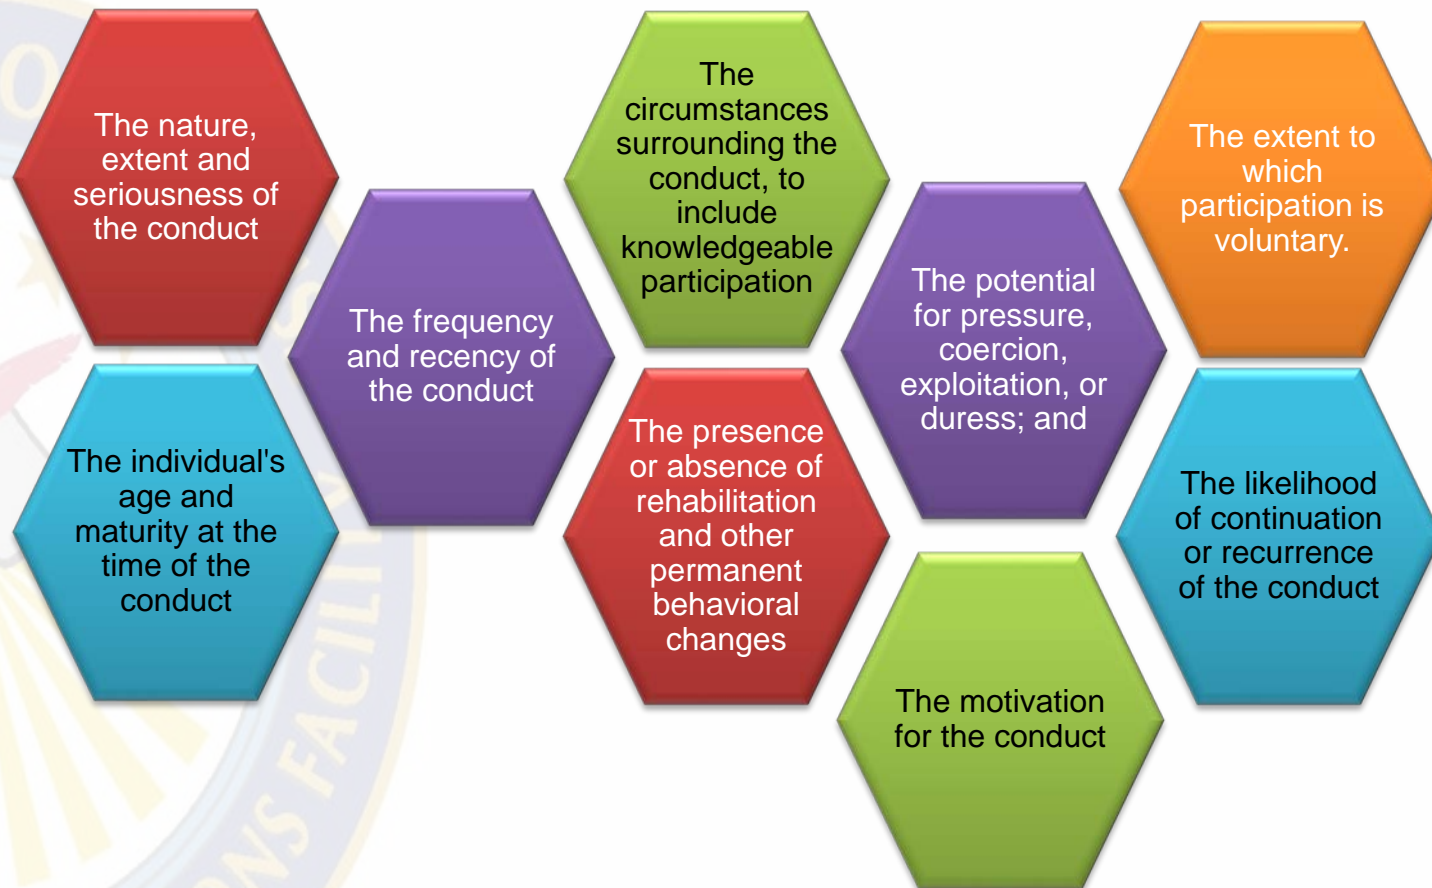 The nature,
extent and
seriousness of
the conduct
The
circumstances
surrounding the
conduct, to
include
knowledgeable
participation
The extent to
which
participation is
voluntary.
The frequency
and recency of
the conduct
The potential
for pressure,
coercion,
exploitation, or
duress; and
The individual's
age and
maturity at the
time of the
conduct
The presence
or absence of
rehabilitation
and other
permanent
behavioral
changes
The likelihood
of continuation
or recurrence
of the conduct
The motivation
for the conduct
FACILITY